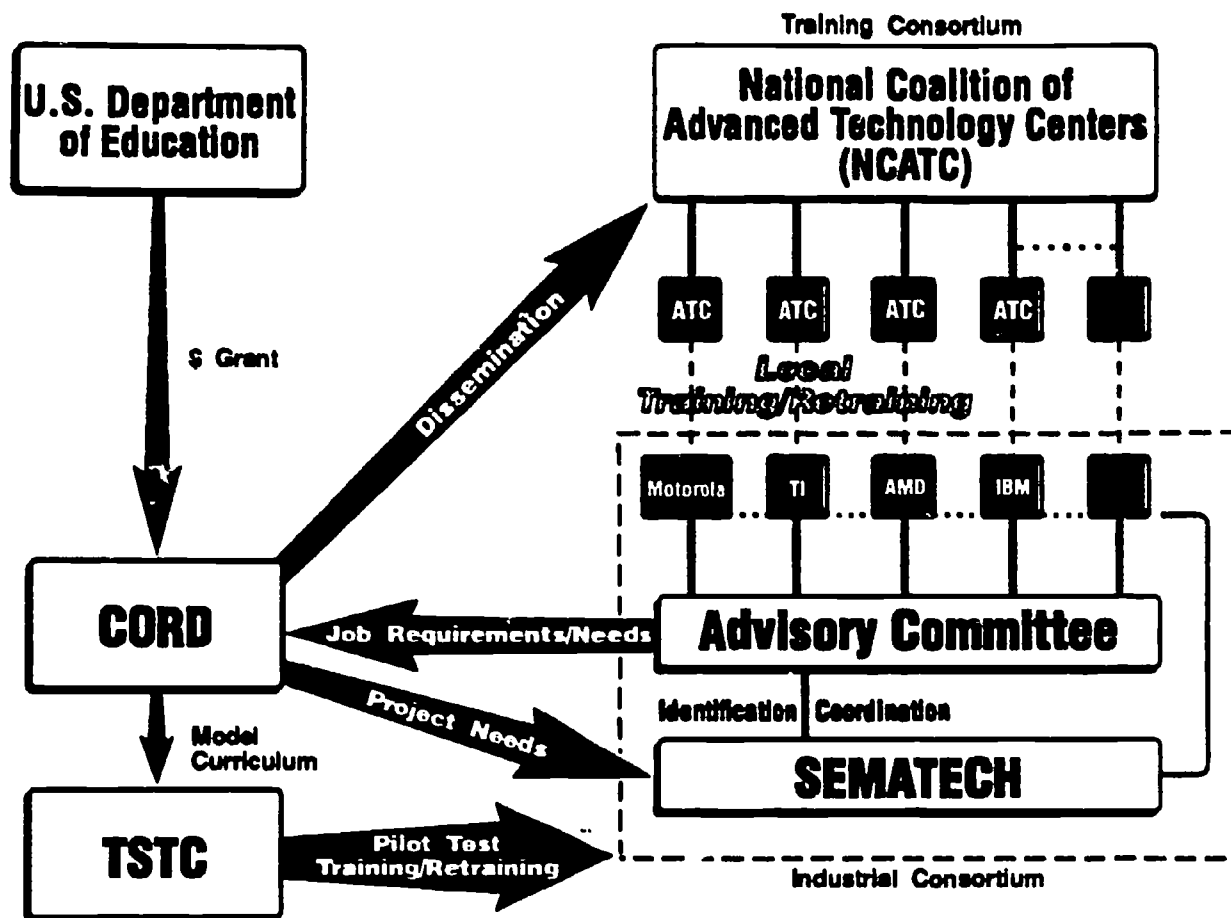 Training Consortium
U.S. Department
of Education
National Coalition of
Advanced Technology Centers
(NCATC)
$ Grant
Dissemination
ATC
ATC
ATC
ATC
Local
Training/Retraining
Motorola
TI
AMD
IBM
CORD
Job Requirements/Needs
Advisory Committee
Project Needs
Identification
Coordination
Model
Curriculum
SEMATECH
TSTC
Pilot Test
Training/Retraining
Industrial Consortium